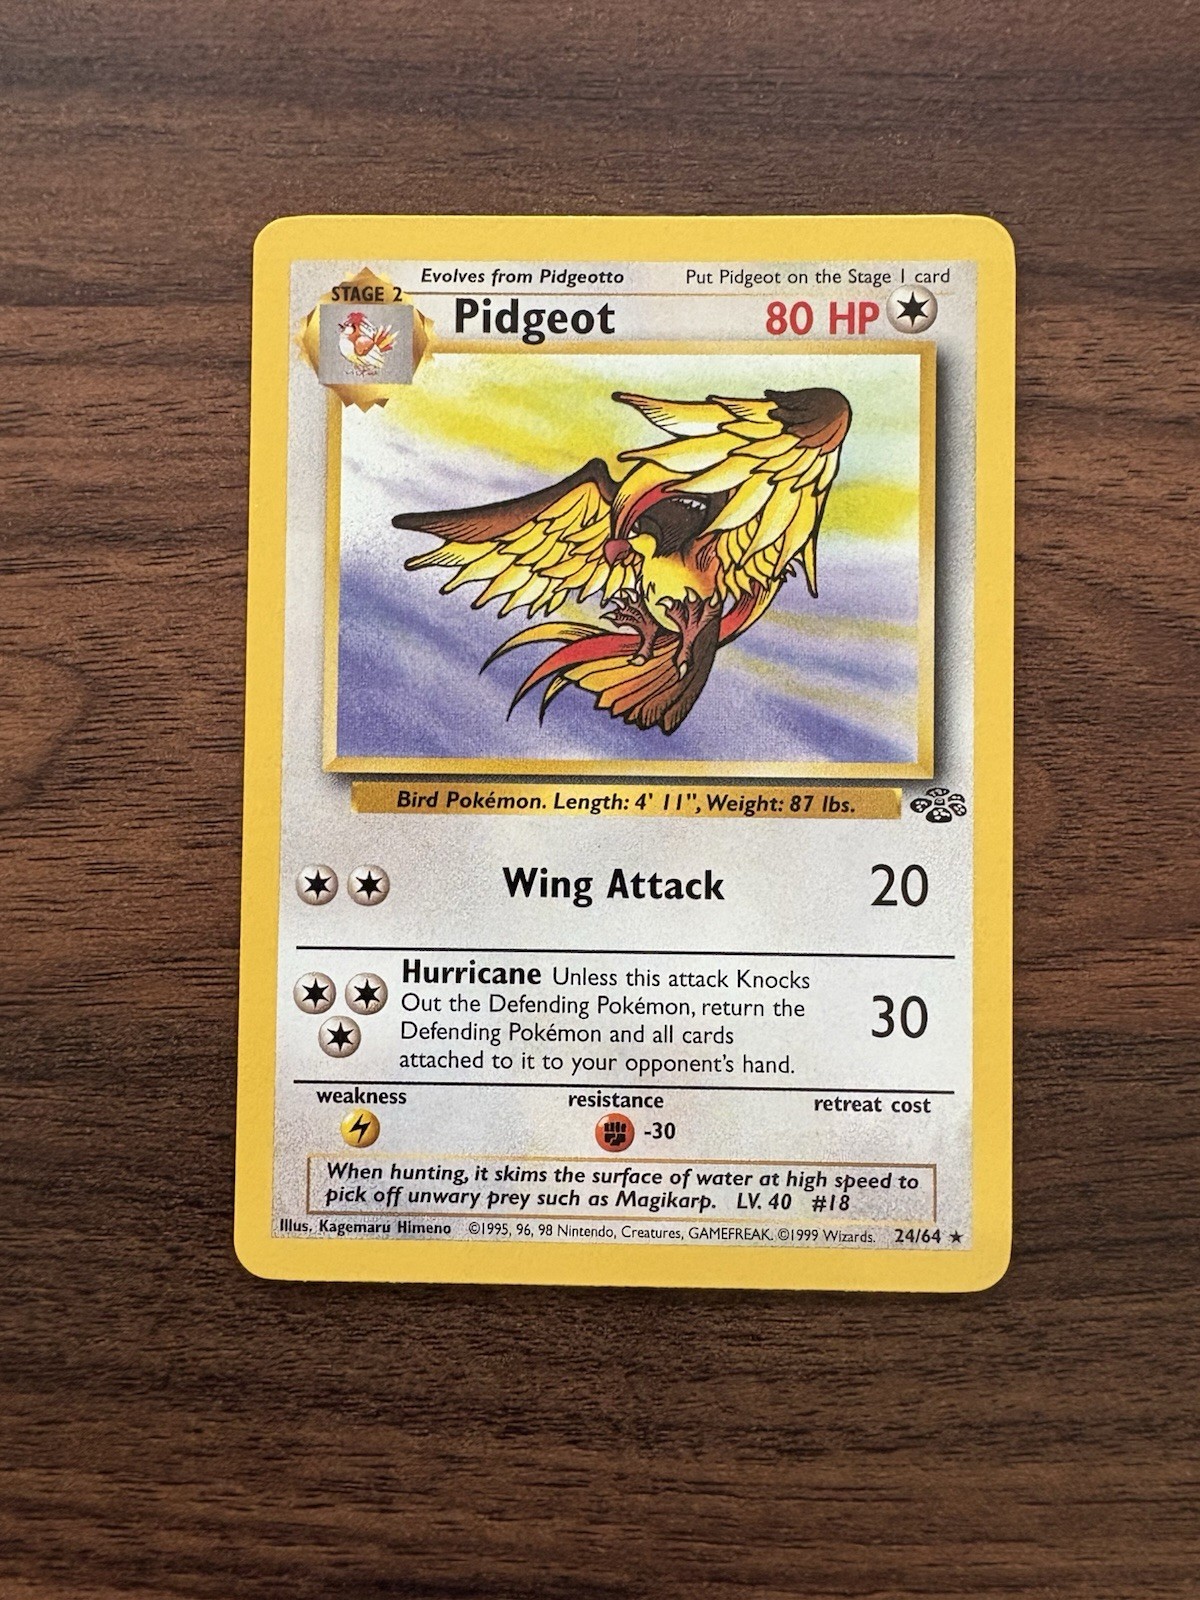 Evolves from Pidgeotto Put Pidgeot on the Stage 1 card
STAGE 2
Pidgeot 80 HP
Bird Pokémon. Length: 4' 11", Weight: 87 lbs.
Wing Attack 20
Hurricane Unless this attack Knocks
Out the Defending Pokémon, return the
Defending Pokémon and all cards
attached to it to your opponent's hand.
30
weakness resistance retreat cost
-30
When hunting, it skims the surface of water at high speed to
pick off unwary prey such as Magikarp. LV. 40 #18
Illus. Kagemaru Himeno ©1995, 96, 98 Nintendo, Creatures, GAMEFREAK. ©1999 Wizards. 24/64 ★